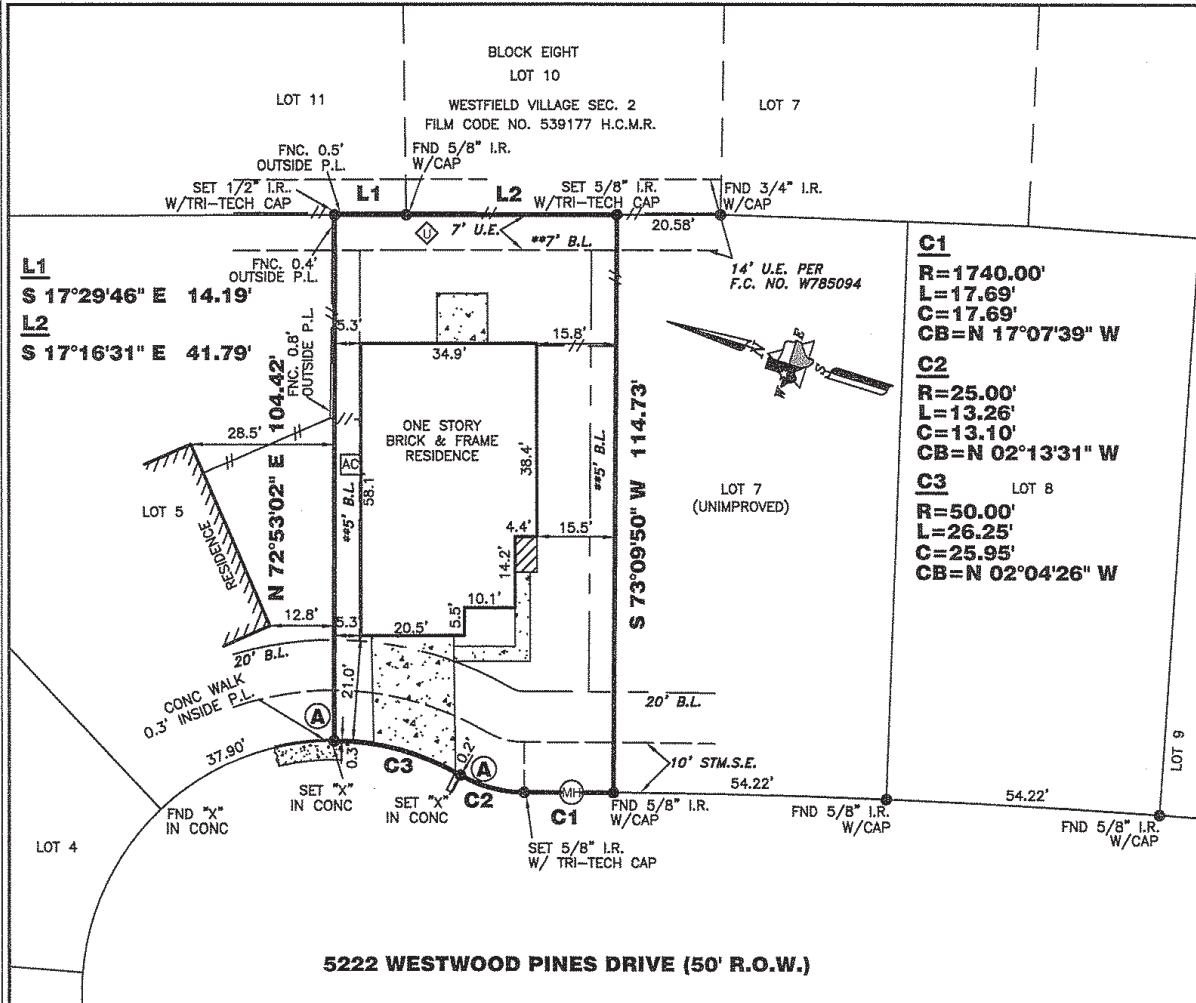 BLOCK EIGHT
LOT 10
LOT 11
WESTFIELD VILLAGE SEC. 2
FILM CODE NO. 539177 H.C.M.R.
LOT 7
FNC. 0.5'
OUTSIDE P.L.
FND 5/8" I.R.
W/CAP
SET 1/2" I.R..
W/TRI-TECH CAP
L1
L2
SET 5/8" I.R.
W/TRI-TECH CAP
FND 3/4" I.R.
W/CAP
20.58'
U
7' U.E.
**7' B.L.
FNC. 0.4'
OUTSIDE P.L.
14' U.E. PER
F.C. NO. W785094
L1
S 17°29'46" E 14.19'
L2
S 17°16'31" E 41.79'
C1
R=1740.00'
L=17.69'
C=17.69'
CB=N 17°07'39" W
C2
R=25.00'
L=13.26'
C=13.10'
CB=N 02°13'31" W
C3
R=50.00'
L=26.25'
C=25.95'
CB=N 02°04'26" W
N
E
S
W
5.3'
34.9'
15.8'
FNC. 0.8'
OUTSIDE P.L
N 72°53'02" E 104.42'
28.5'
ONE STORY
BRICK & FRAME
RESIDENCE
AC
**5' B.L.
58.1'
38.4'
**5' B.L.
S 73°09'50" W 114.73'
LOT 7
(UNIMPROVED)
LOT 8
LOT 5
RESIDENCE
4.4'
15.5'
14.2'
10.1'
5.5'
12.8'
5.3'
20.5'
20' B.L.
21.0'
20' B.L.
CONC WALK
0.3' INSIDE P.L.
A
37.90'
0.3'
C3
0.2'
A
C2
C1
MH
10' STM.S.E.
54.22'
54.22'
LOT 9
SET "X"
IN CONC
SET "X"
IN CONC
FND "X"
IN CONC
FND 5/8" I.R.
W/CAP
FND 5/8" I.R.
W/CAP
FND 5/8" I.R.
W/CAP
SET 5/8" I.R.
W/ TRI-TECH CAP
LOT 4
5222 WESTWOOD PINES DRIVE (50' R.O.W.)